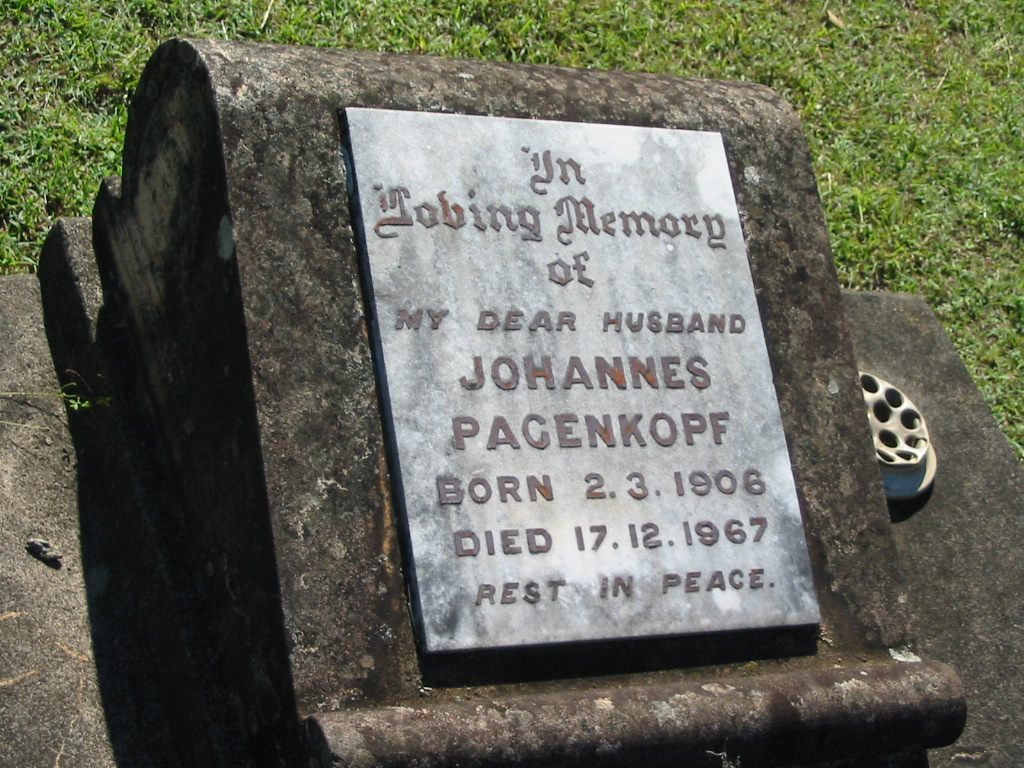 In
Loving Memory
of
MY DEAR HUSBAND
JOHANNES
PAGENKOPF
BORN 2.3.1906
DIED 17.12.1967
REST IN PEACE.